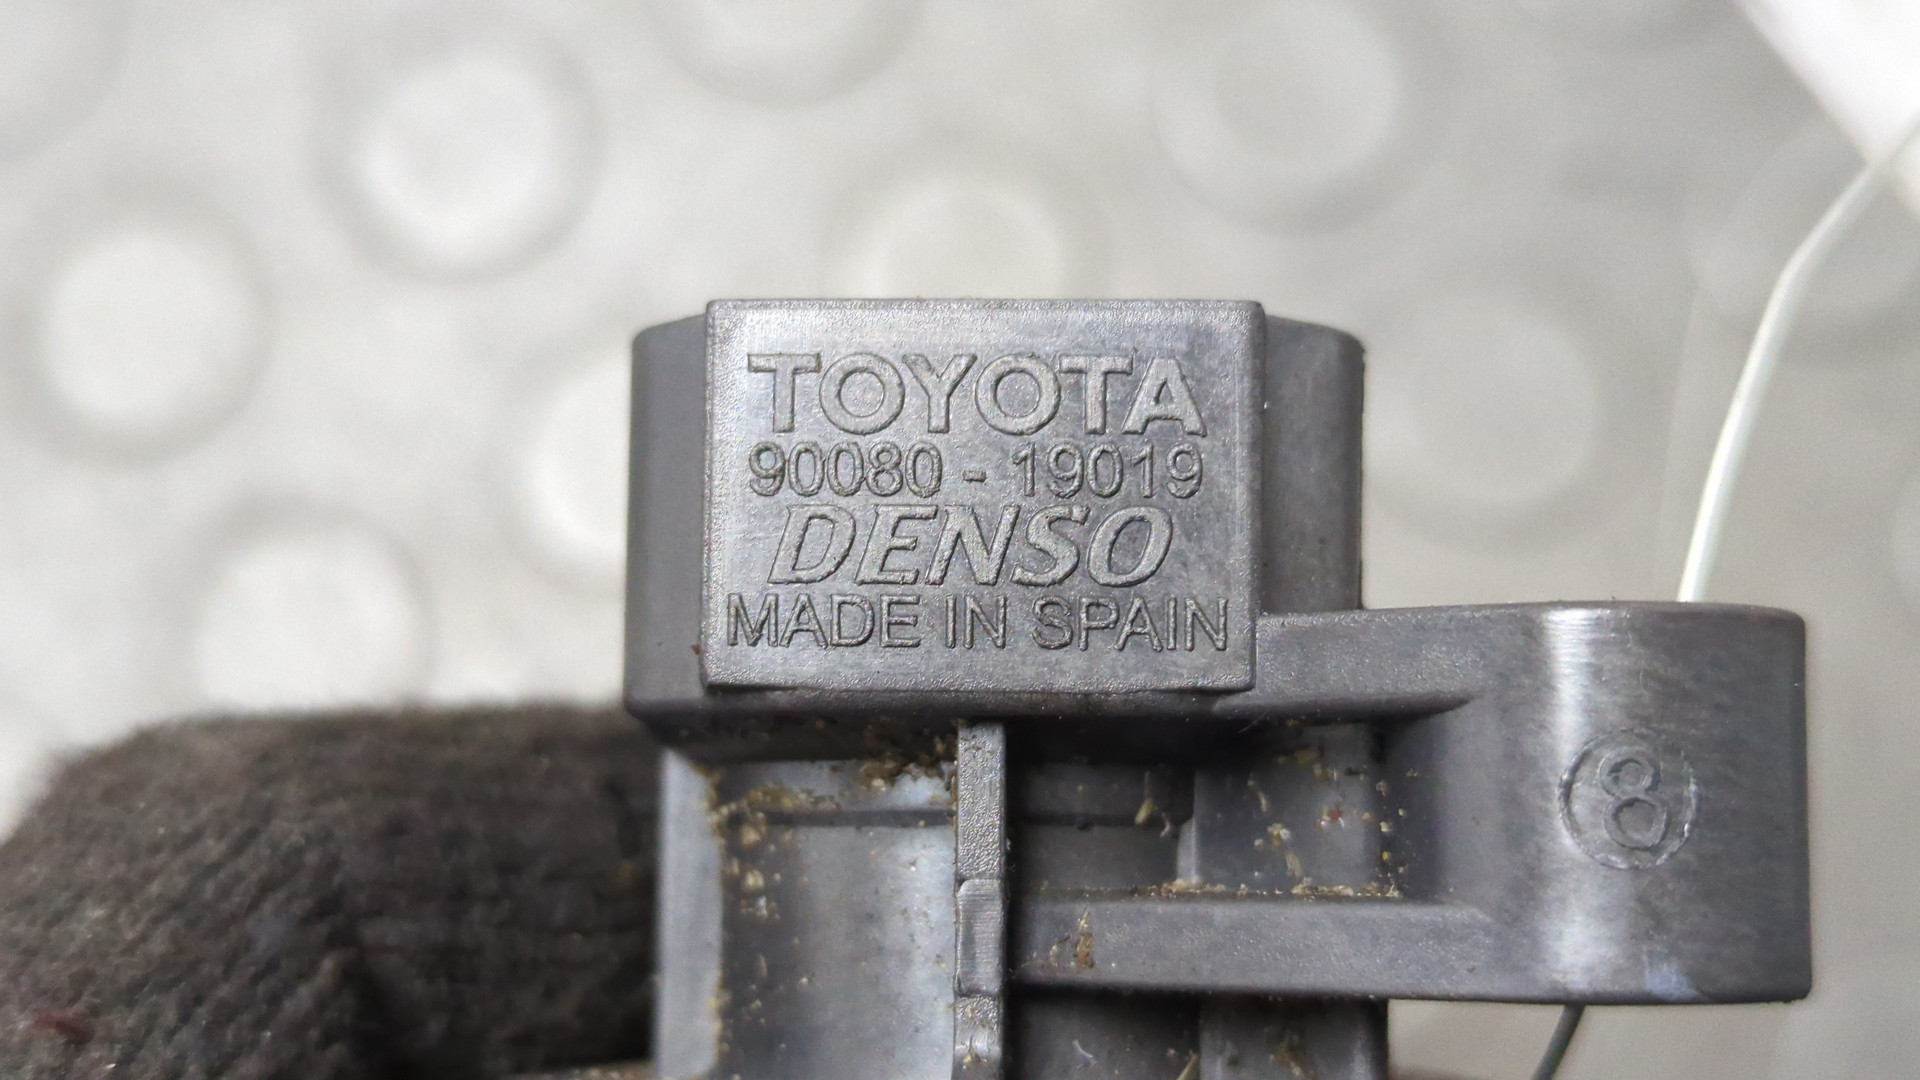 TOYOTA
90080 - 19019
DENSO
MADE IN SPAIN
8